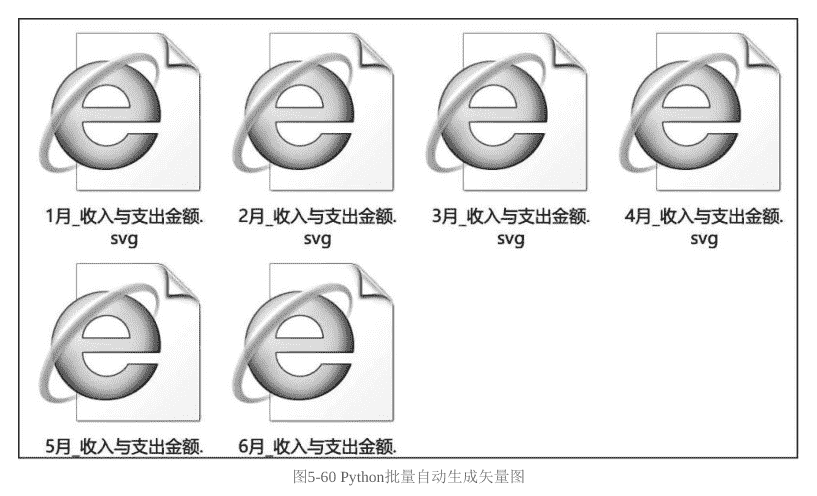 1月_收入与支出金额.
svg
2月_收入与支出金额.
svg
3月_收入与支出金额.
svg
4月_收入与支出金额.
svg
5月_收入与支出金额.
6月_收入与支出金额.
图5-60 Python批量自动生成矢量图